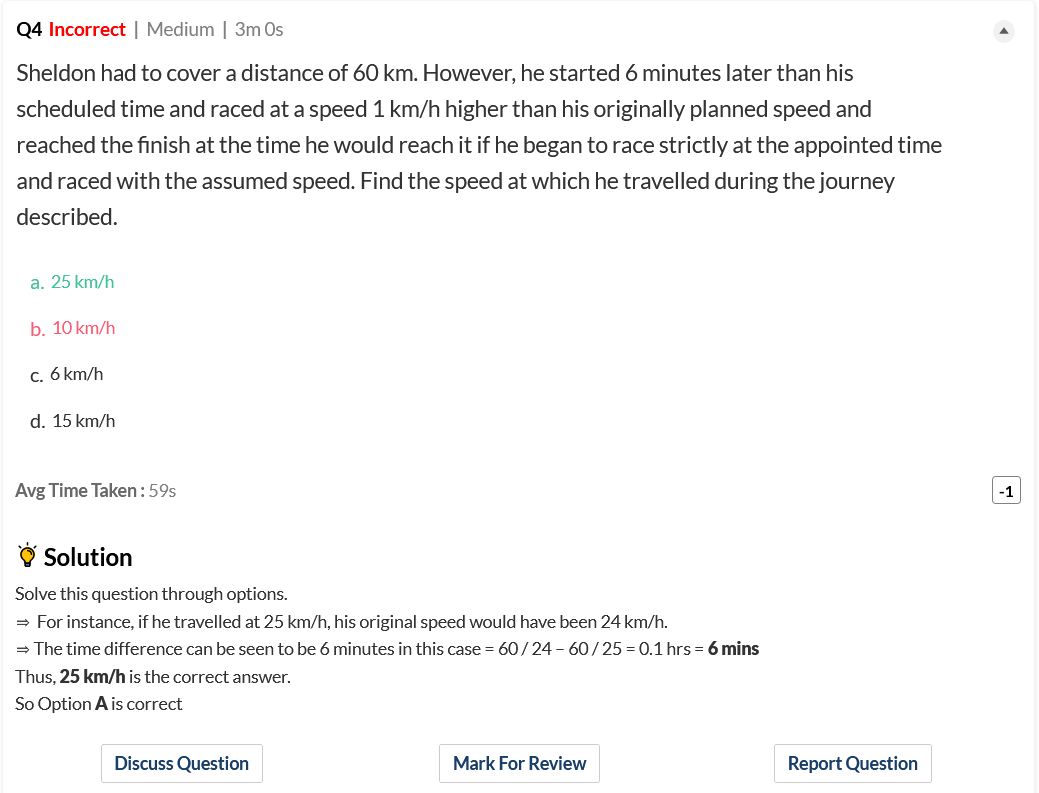 Q4 Incorrect | Medium | 3m 0s
Sheldon had to cover a distance of 60 km. However, he started 6 minutes later than his
scheduled time and raced at a speed 1 km/h higher than his originally planned speed and
reached the finish at the time he would reach it if he began to race strictly at the appointed time
and raced with the assumed speed. Find the speed at which he travelled during the journey
described.
a. 25 km/h
b. 10 km/h
c. 6 km/h
d. 15 km/h
Avg Time Taken : 59s
-1
Solution
Solve this question through options.
⇒ For instance, if he travelled at 25 km/h, his original speed would have been 24 km/h.
⇒ The time difference can be seen to be 6 minutes in this case = 60 / 24 – 60 / 25 = 0.1 hrs = 6 mins
Thus, 25 km/h is the correct answer.
So Option A is correct
Discuss Question
Mark For Review
Report Question